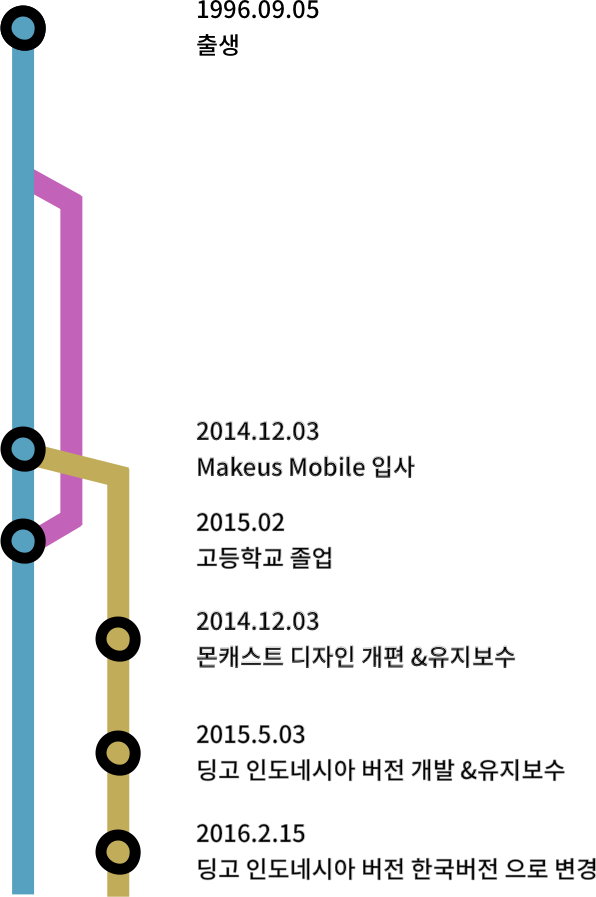 1996.09.05
출생
2014.12.03
Makeus Mobile 입사
2015.02
고등학교 졸업
2014.12.03
몬캐스트 디자인 개편 &유지보수
2015.5.03
딩고 인도네시아 버전 개발 &유지보수
2016.2.15
딩고 인도네시아 버전 한국버전 으로 변경